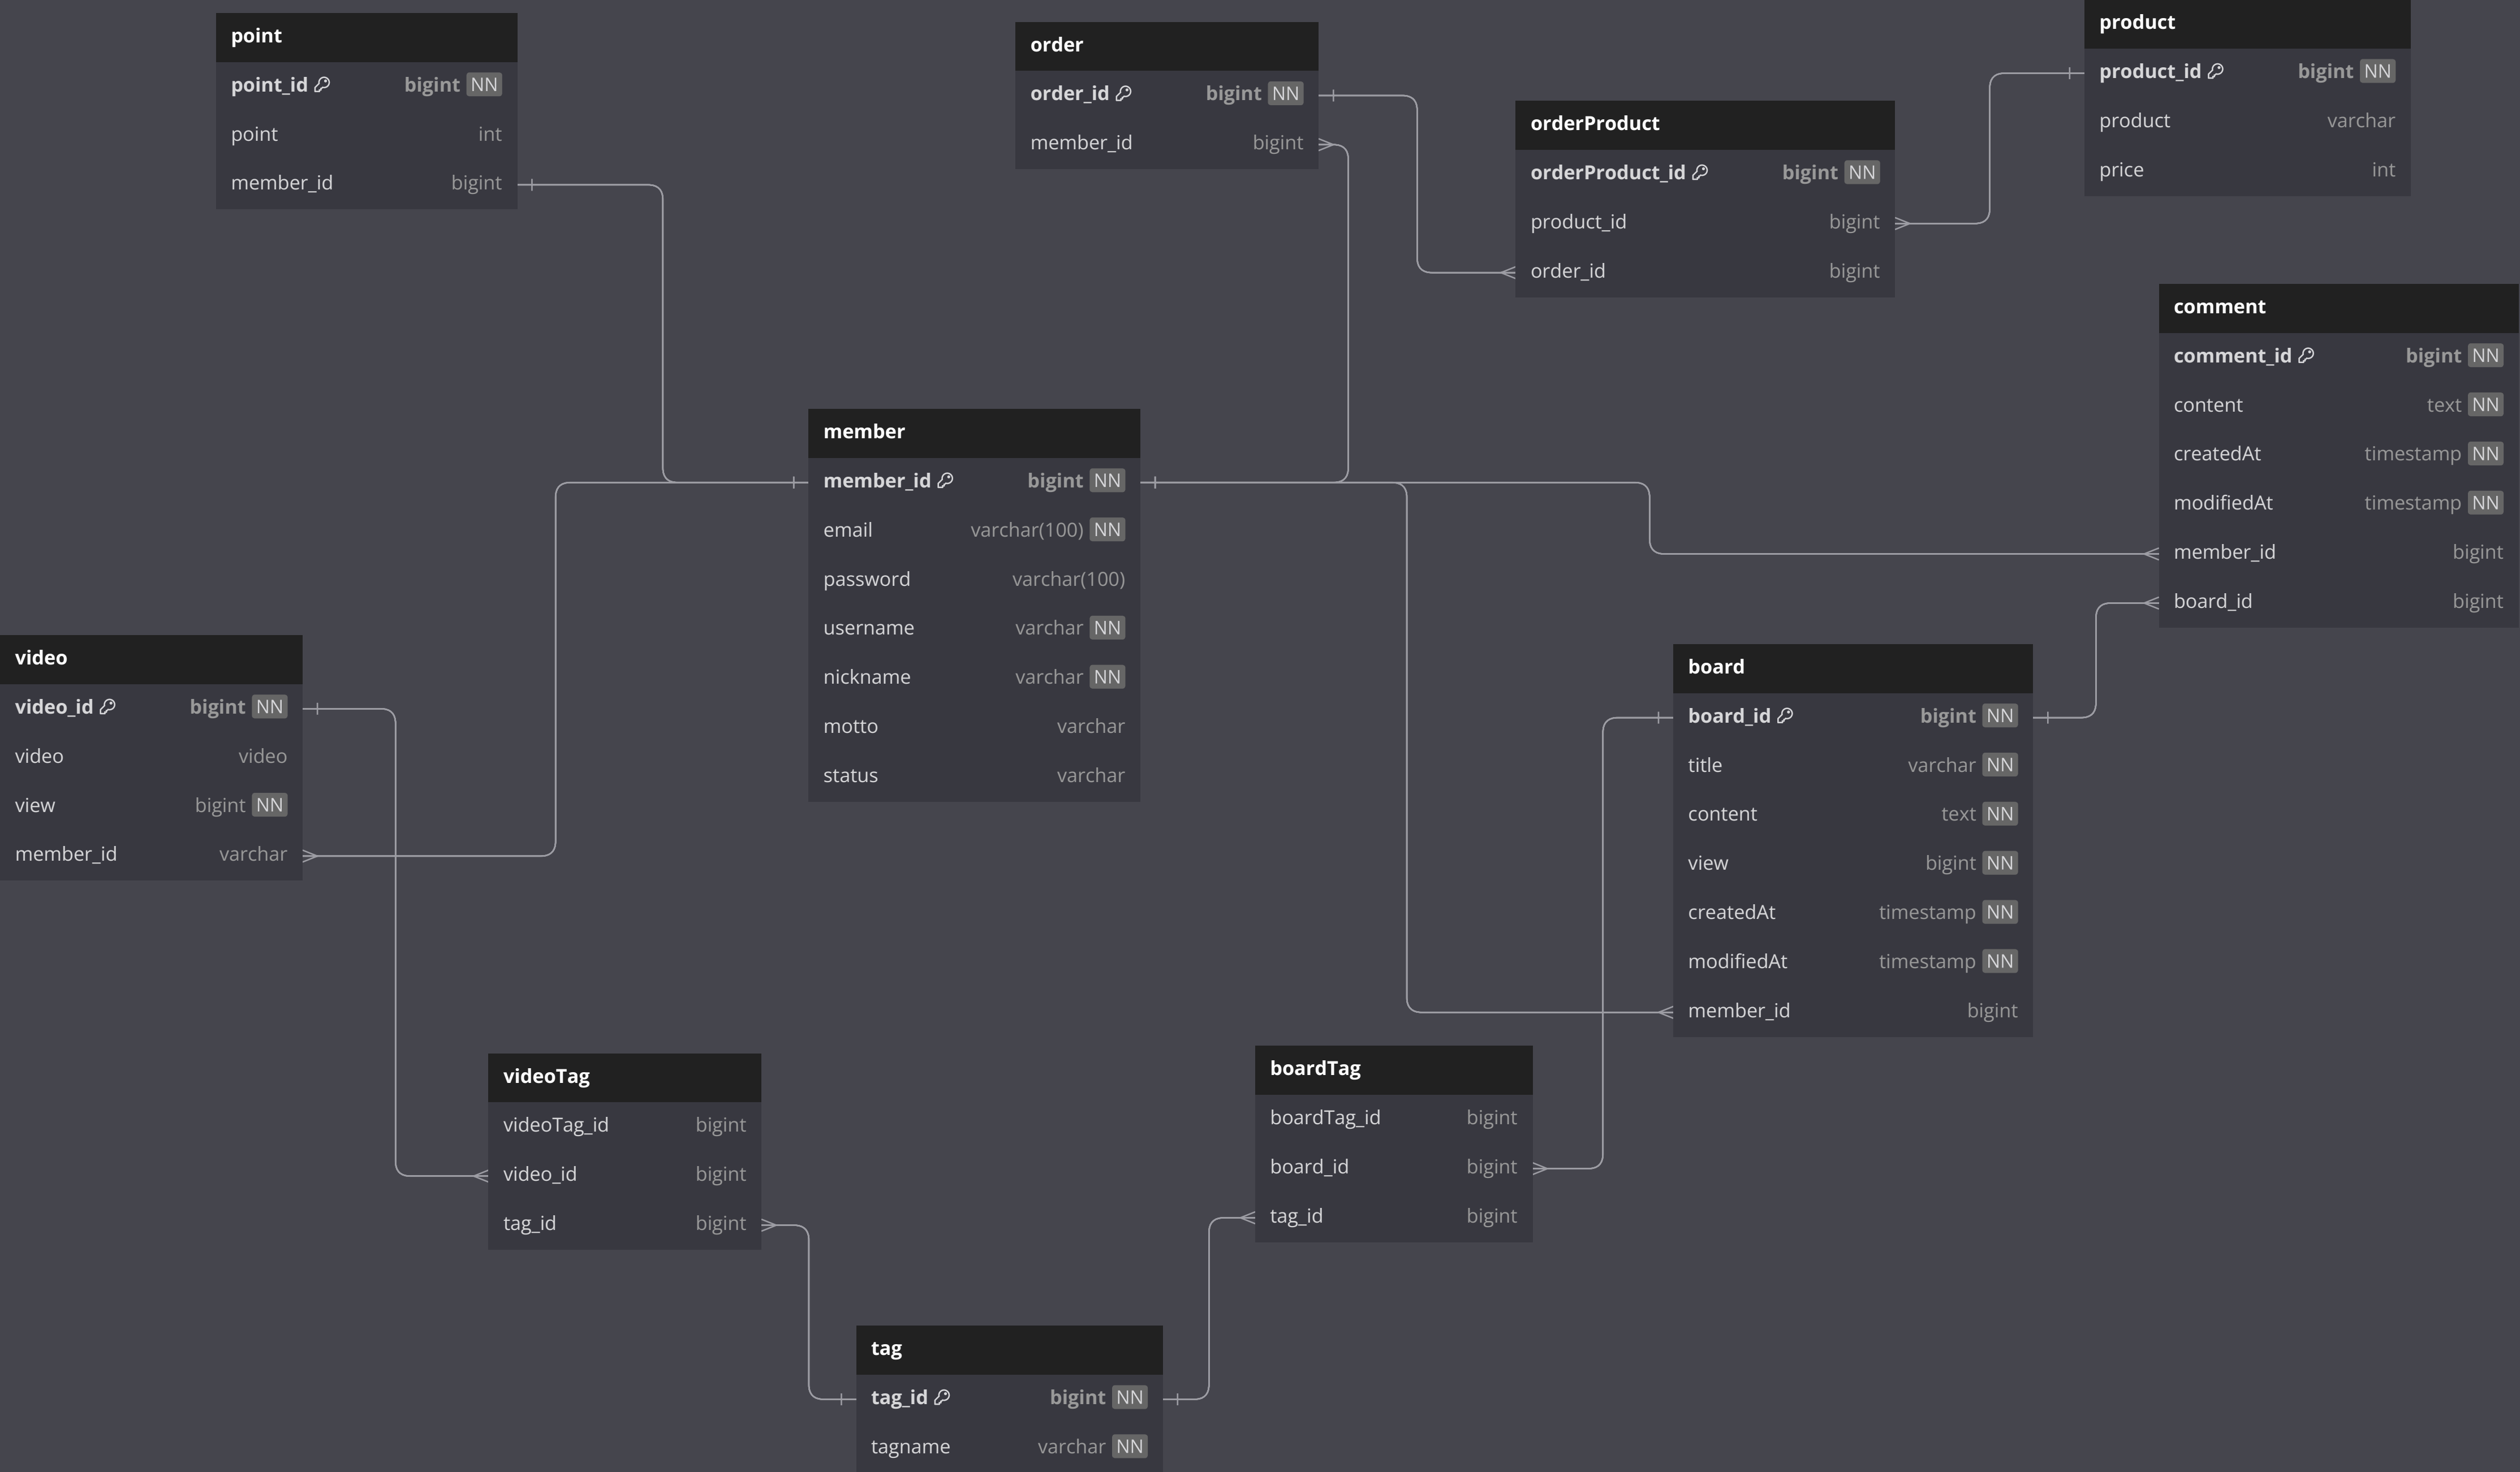 point
point_id bigint NN
point int
member_id bigint
order
order_id bigint NN
member_id bigint
product
product_id bigint NN
product varchar
price int
orderProduct
orderProduct_id bigint NN
product_id bigint
order_id bigint
comment
comment_id bigint NN
content text NN
createdAt timestamp NN
modifiedAt timestamp NN
member_id bigint
board_id bigint
member
member_id bigint NN
email varchar(100) NN
password varchar(100)
username varchar NN
nickname varchar NN
motto varchar
status varchar
video
video_id bigint NN
video video
view bigint NN
member_id varchar
board
board_id bigint NN
title varchar NN
content text NN
view bigint NN
createdAt timestamp NN
modifiedAt timestamp NN
member_id bigint
videoTag
videoTag_id bigint
video_id bigint
tag_id bigint
boardTag
boardTag_id bigint
board_id bigint
tag_id bigint
tag
tag_id bigint NN
tagname varchar NN